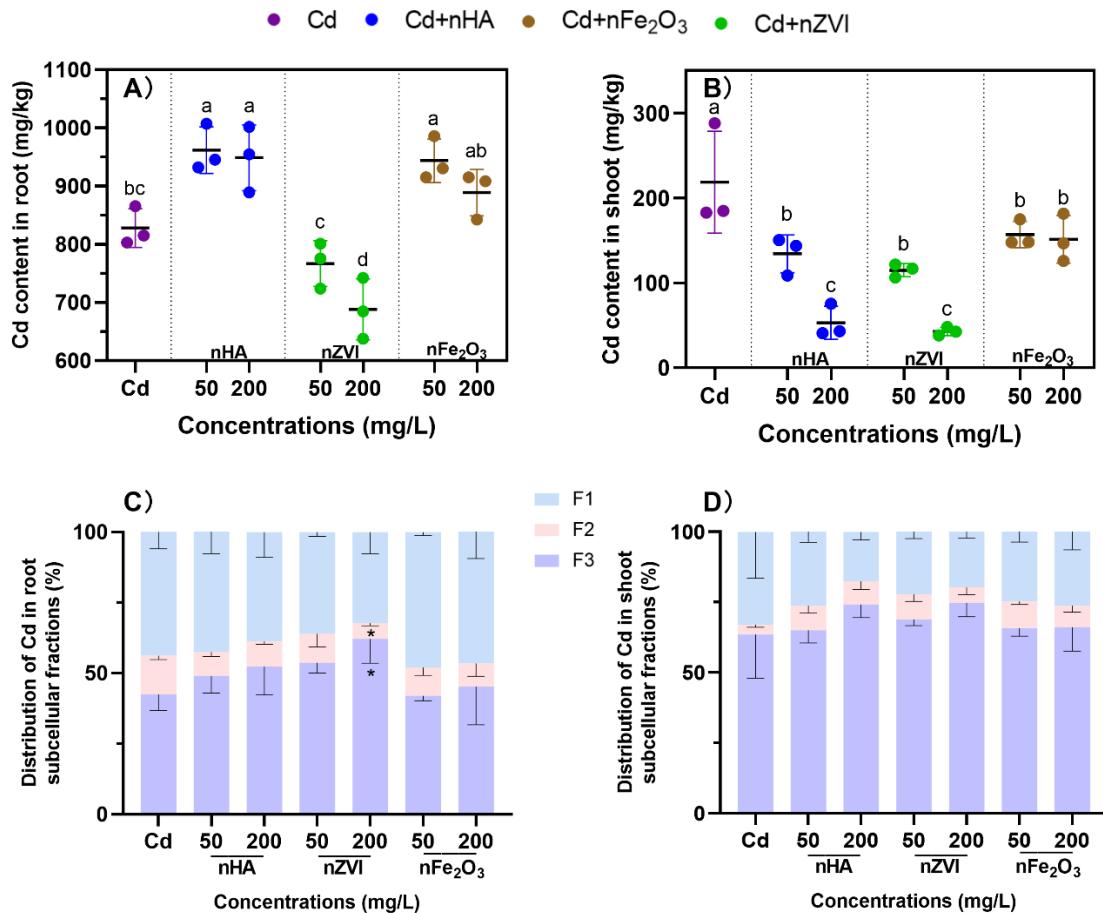 Cd Cd+nHA Cd+nFe₂O₃ Cd+nZVI
A)
Cd content in root (mg/kg)
1100
1000
900
800
700
600
bc a a c d a ab
nHA nZVI nFe₂O₃
Cd 50 200 50 200 50 200
Concentrations (mg/L)
B)
Cd content in shoot (mg/kg)
300
200
100
0
a b c b c b b
nHA nZVI nFe₂O₃
Cd 50 200 50 200 50 200
Concentrations (mg/L)
C)
Distribution of Cd in root
subcellular fractions (%)
100
50
0
*
*
Cd 50 200 50 200 50 200
nHA nZVI nFe₂O₃
Concentrations (mg/L)
F1
F2
F3
D)
Distribution of Cd in shoot
subcellular fractions (%)
100
50
0
Cd 50 200 50 200 50 200
nHA nZVI nFe₂O₃
Concentrations (mg/L)